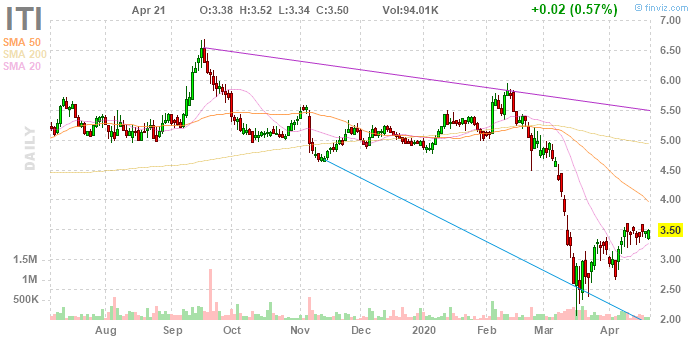 ITI Apr 21 O:3.38 H:3.52 L:3.34 C:3.50 Vol:94.01K +0.02 (0.57%)
© finviz.com
SMA 50
SMA 200
SMA 20
DAILY
7.00
6.50
6.00
5.50
5.00
4.50
4.00
3.50
3.00
2.50
2.00
1.5M
1M
500K
Aug Sep Oct Nov Dec 2020 Feb Mar Apr